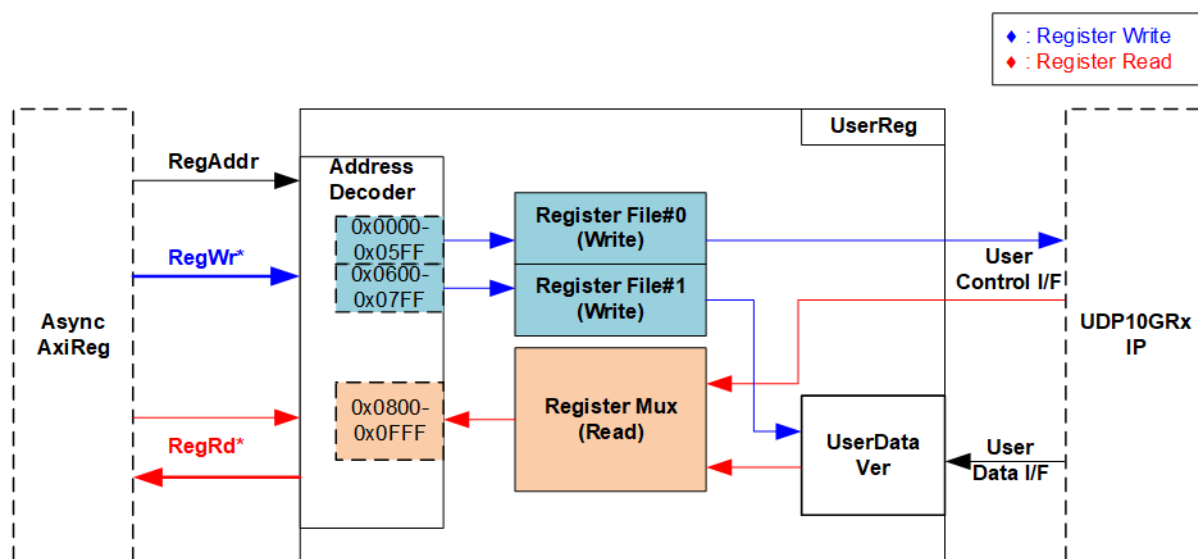 ♦ : Register Write
♦ : Register Read
UserReg
RegAddr
Address
Decoder
0x0000-
0x05FF
0x0600-
0x07FF
Register File#0
(Write)
Register File#1
(Write)
RegWr*
User
Control I/F
Async
AxiReg
UDP10GRx
IP
0x0800-
0x0FFF
Register Mux
(Read)
RegRd*
UserData
Ver
User
Data I/F